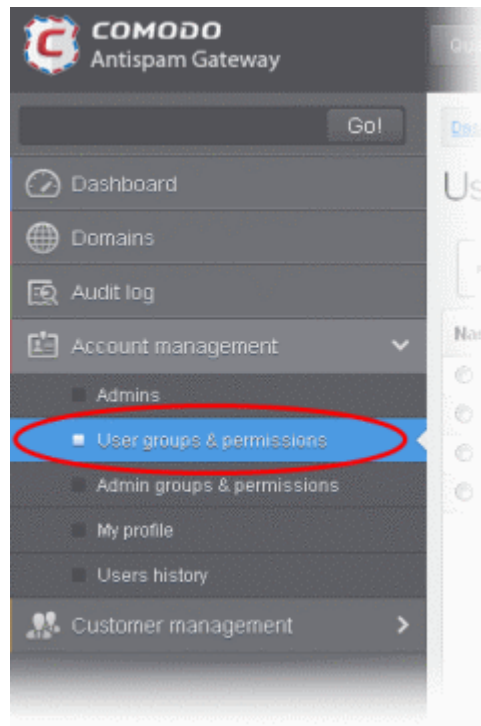 COMODO
Antispam Gateway
Go!
Dashboard
Us
Domains
Audit log
Account management
Admins
User groups & permissions
Admin groups & permissions
My profile
Users history
Customer management